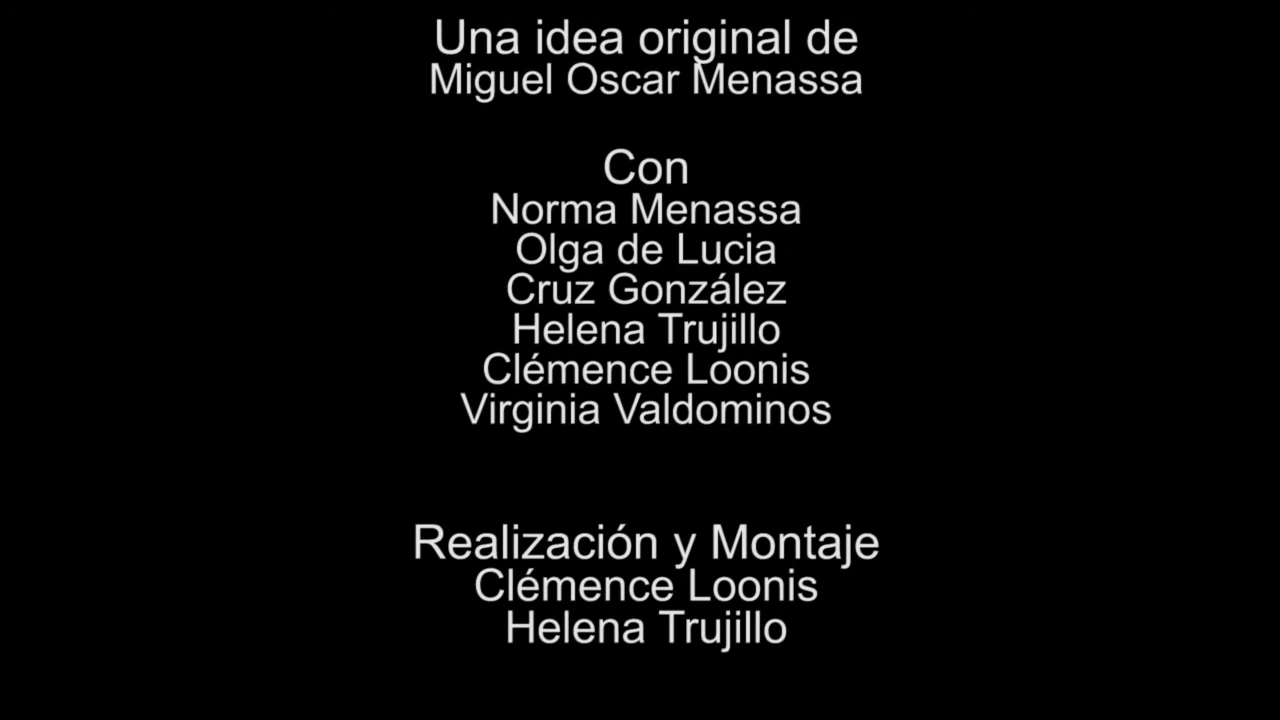 Una idea original de
Miguel Oscar Menassa
Con
Norma Menassa
Olga de Lucia
Cruz González
Helena Trujillo
Clémence Loonis
Virginia Valdominos
Realización y Montaje
Clémence Loonis
Helena Trujillo